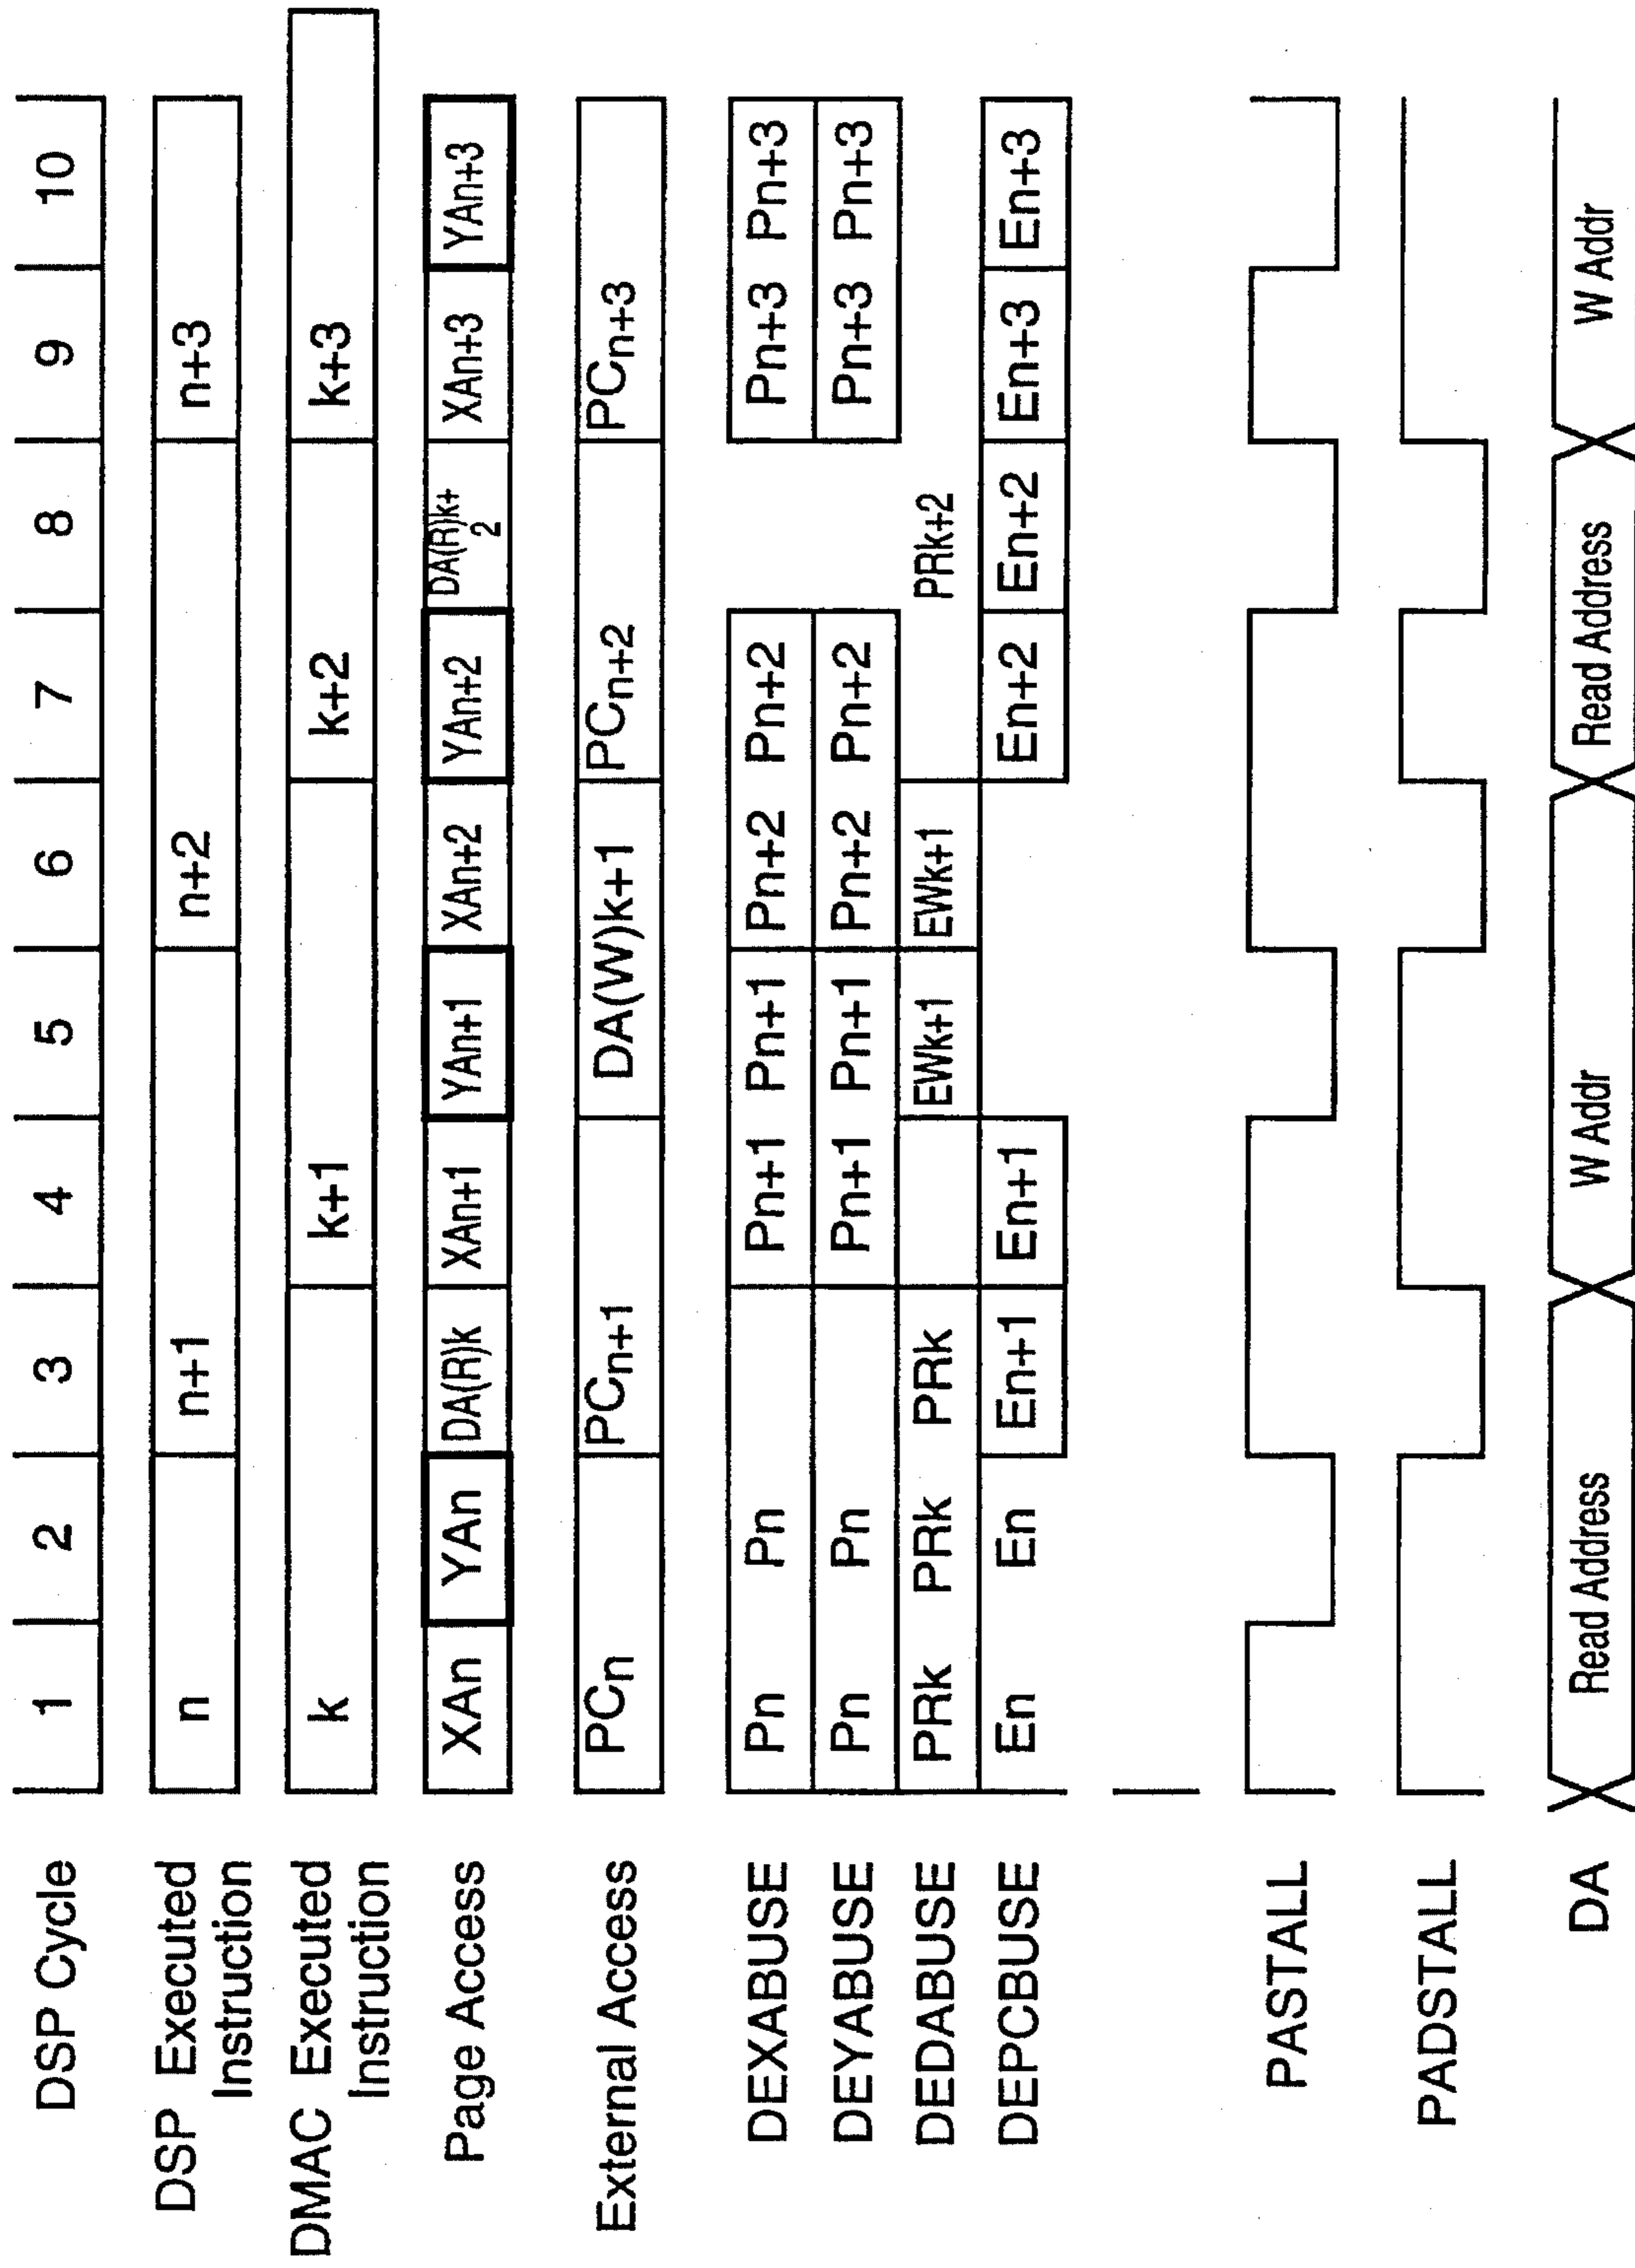 DSP Cycle 1 2 3 4 5 6 7 8 9 10
DSP Executed
Instruction
n n+1 n+2 n+3
DMAC Executed
Instruction
k k+1 k+2 k+3
Page Access XAn YAn DA(R)k XAn+1 YAn+1 XAn+2 YAn+2 DA(R)k+
2
XAn+3 YAn+3
External Access PCn PCn+1 DA(W)k+1 PCn+2 PCn+3
DEXABUSE Pn Pn Pn+1 Pn+1 Pn+2 Pn+2 Pn+3 Pn+3
DEYABUSE Pn Pn Pn+1 Pn+1 Pn+2 Pn+2 Pn+3 Pn+3
DEDABUSE PRk PRk PRk EWk+1 EWk+1 PRk+2
DEPCBUSE En En En+1 En+1 En+2 En+2 En+3 En+3
PASTALL
PADSTALL
DA Read Address W Addr Read Address W Addr